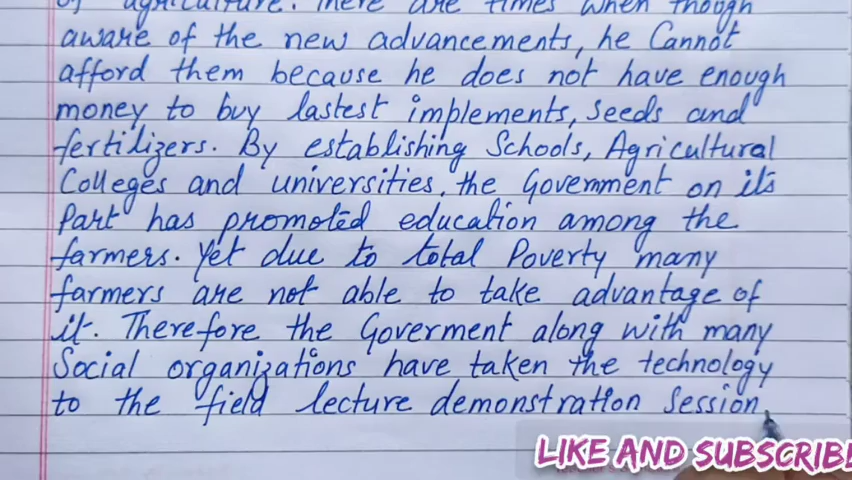 of agriculture. There are times when though
aware of the new advancements, he Cannot
afford them because he does not have enough
money to buy lastest implements, Seeds and
fertilizers. By establishing Schools, Agricultural
Colleges and universities, the Government on its
Part has promoted education among the
farmers. Yet due to total Poverty many
farmers are not able to take advantage of
it. Therefore the Goverment along with many
Social organizations have taken the technology
to the field lecture demonstration Session,
LIKE AND SUBSCRIBE